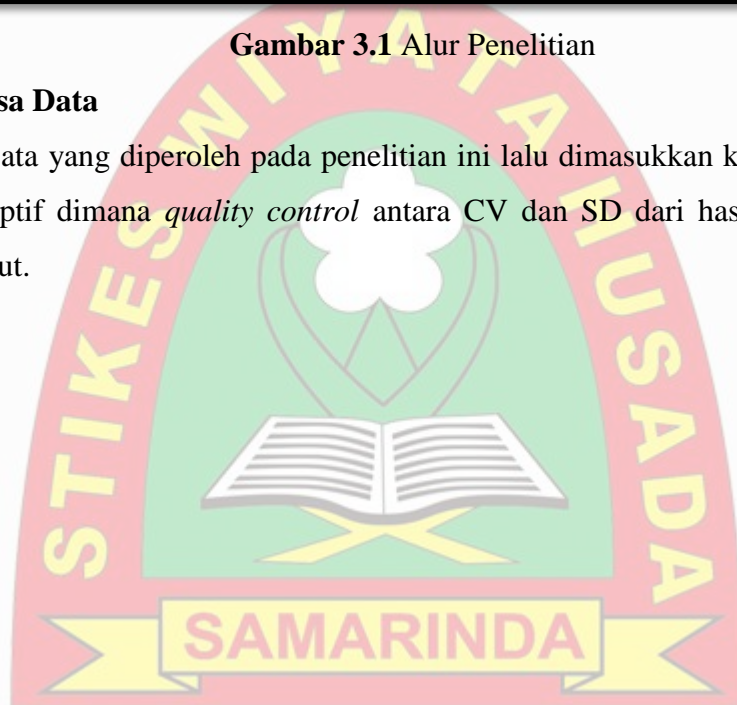 Gambar 3.1 Alur Penelitian
sa Data
ata yang diperoleh pada penelitian ini lalu dimasukkan k
ptif dimana quality control antara CV dan SD dari has
ut.
STIKES WIYATA HUSADA
SAMARINDA